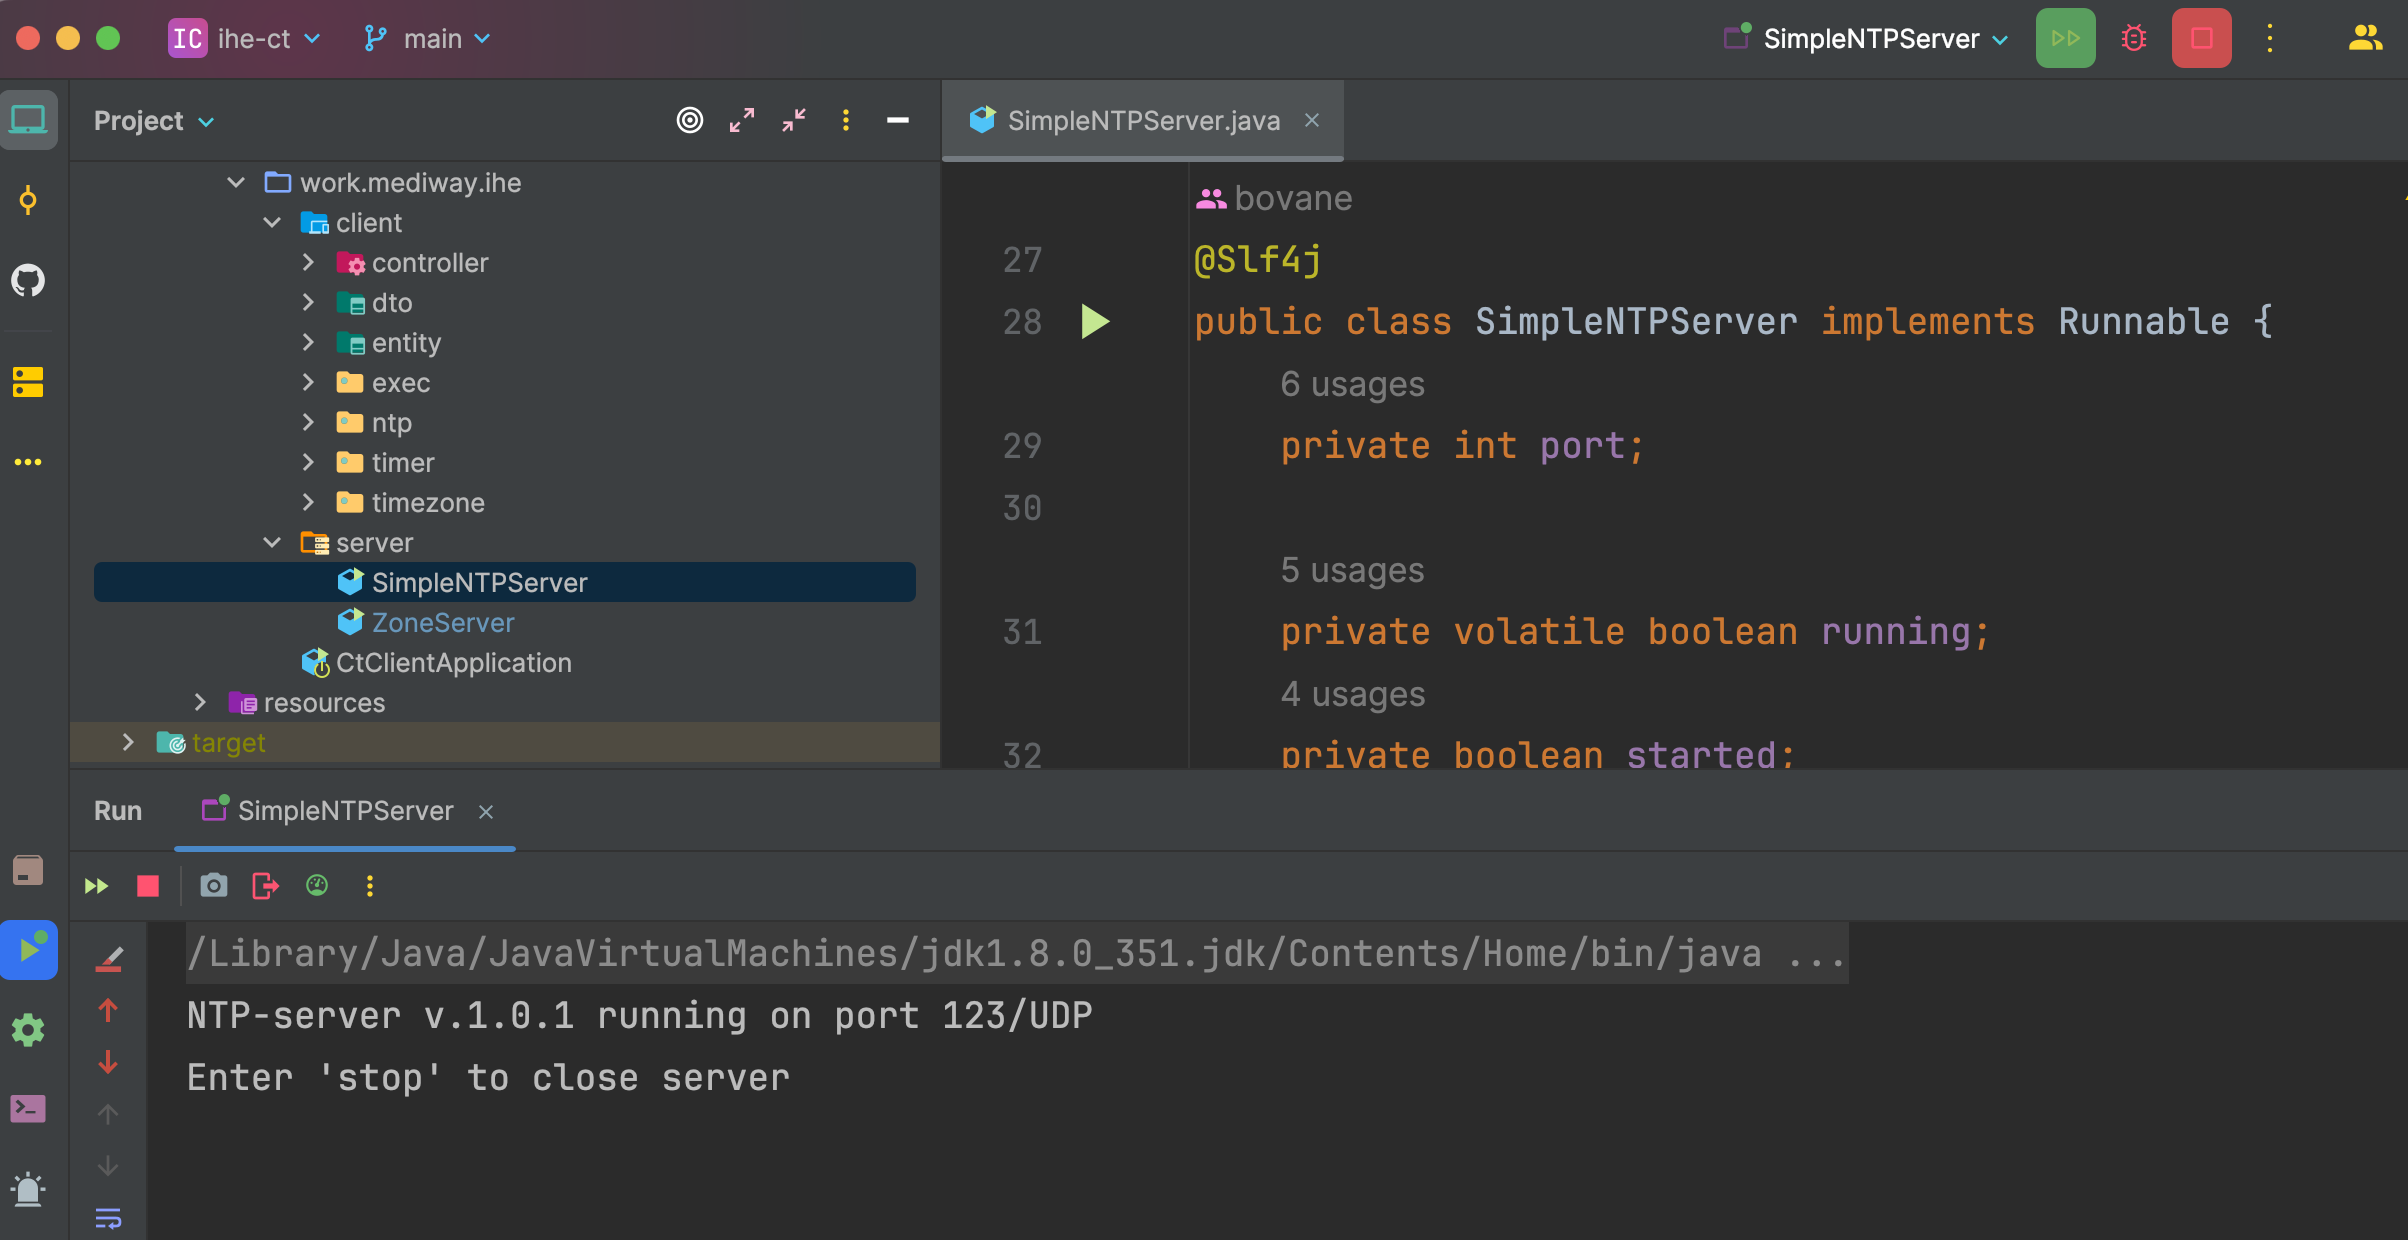 IC ihe-ct main SimpleNTPServer
Project
SimpleNTPServer.java
work.mediway.ihe
client
controller
dto
entity
exec
ntp
timer
timezone
server
SimpleNTPServer
ZoneServer
CtClientApplication
resources
target
bovane
27 @Slf4j
28 public class SimpleNTPServer implements Runnable {
6 usages
29 private int port;
30
5 usages
31 private volatile boolean running;
4 usages
32 private boolean started;
Run SimpleNTPServer
/Library/Java/JavaVirtualMachines/jdk1.8.0_351.jdk/Contents/Home/bin/java ...
NTP-server v.1.0.1 running on port 123/UDP
Enter 'stop' to close server